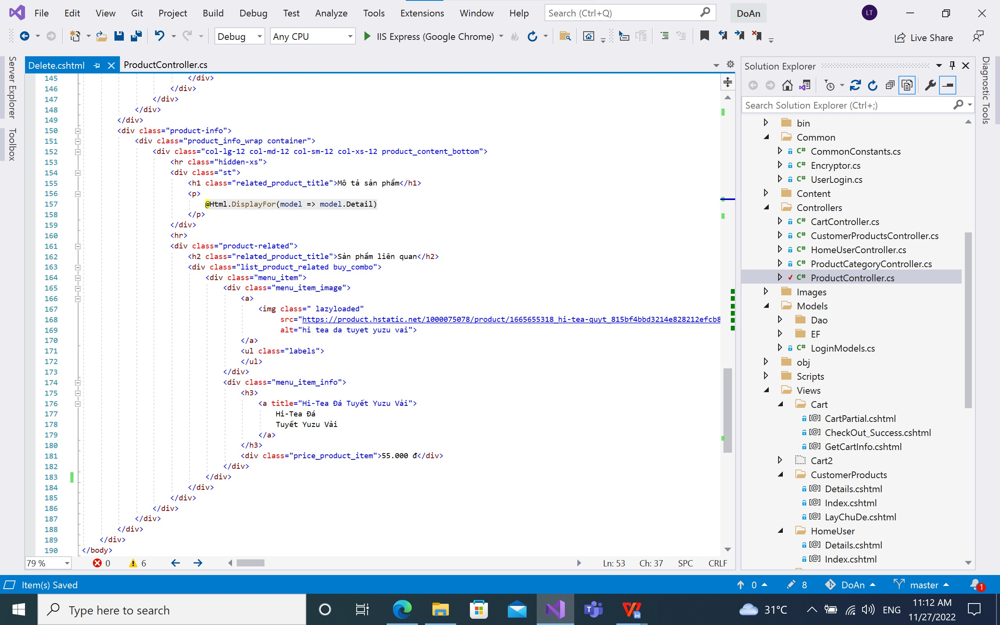 File Edit View Git Project Build Debug Test Analyze Tools Extensions Window Help Search (Ctrl+Q) DoAn LT
Debug Any CPU IIS Express (Google Chrome) Live Share
Server Explorer
Toolbox
Delete.cshtml ProductController.cs
145 </div>
146 </div>
147 </div>
148 </div>
149 </div>
150 <div class="product-info">
151 <div class="product_info_wrap container">
152 <div class="col-lg-12 col-md-12 col-sm-12 col-xs-12 product_content_bottom">
153 <hr class="hidden-xs">
154 <div class="st">
155 <h1 class="related_product_title">Mô tả sản phẩm</h1>
156 <p>
157 @Html.DisplayFor(model => model.Detail)
158 </p>
159 </div>
160 <hr>
161 <div class="product-related">
162 <h2 class="related_product_title">Sản phẩm liên quan</h2>
163 <div class="list_product_related buy_combo">
164 <div class="menu_item">
165 <div class="menu_item_image">
166 <a>
167 <img class=" lazyloaded"
168 src="https://product.hstatic.net/1000075078/product/1665655318_hi-tea-quyt_815bf4bbd3214e828212efcb8
169 alt="hi tea da tuyet yuzu vai">
170 </a>
171 <ul class="labels">
172 </ul>
173 </div>
174 <div class="menu_item_info">
175 <h3>
176 <a title="Hi-Tea Đá Tuyết Yuzu Vải">
177 Hi-Tea Đá
178 Tuyết Yuzu Vải
179 </a>
180 </h3>
181 <div class="price_product_item">55.000 đ</div>
182 </div>
183 </div>
184 </div>
185 </div>
186 </div>
187 </div>
188 </div>
189 </div>
190 </body>
79 % 0 6 Ln: 53 Ch: 37 SPC CRLF
Solution Explorer
Search Solution Explorer (Ctrl+;)
bin
Common
C# CommonConstants.cs
C# Encryptor.cs
C# UserLogin.cs
Content
Controllers
C# CartController.cs
C# CustomerProductsController.cs
C# HomeUserController.cs
C# ProductCategoryController.cs
C# ProductController.cs
Images
Models
Dao
EF
C# LoginModels.cs
obj
Scripts
Views
Cart
[@] CartPartial.cshtml
[@] CheckOut_Success.cshtml
[@] GetCartInfo.cshtml
Cart2
CustomerProducts
[@] Details.cshtml
[@] Index.cshtml
[@] LayChuDe.cshtml
HomeUser
[@] Details.cshtml
[@] Index.cshtml
Diagnostic Tools
Item(s) Saved 0 8 DoAn master 1
Type here to search 31°C ENG 11:12 AM
11/27/2022